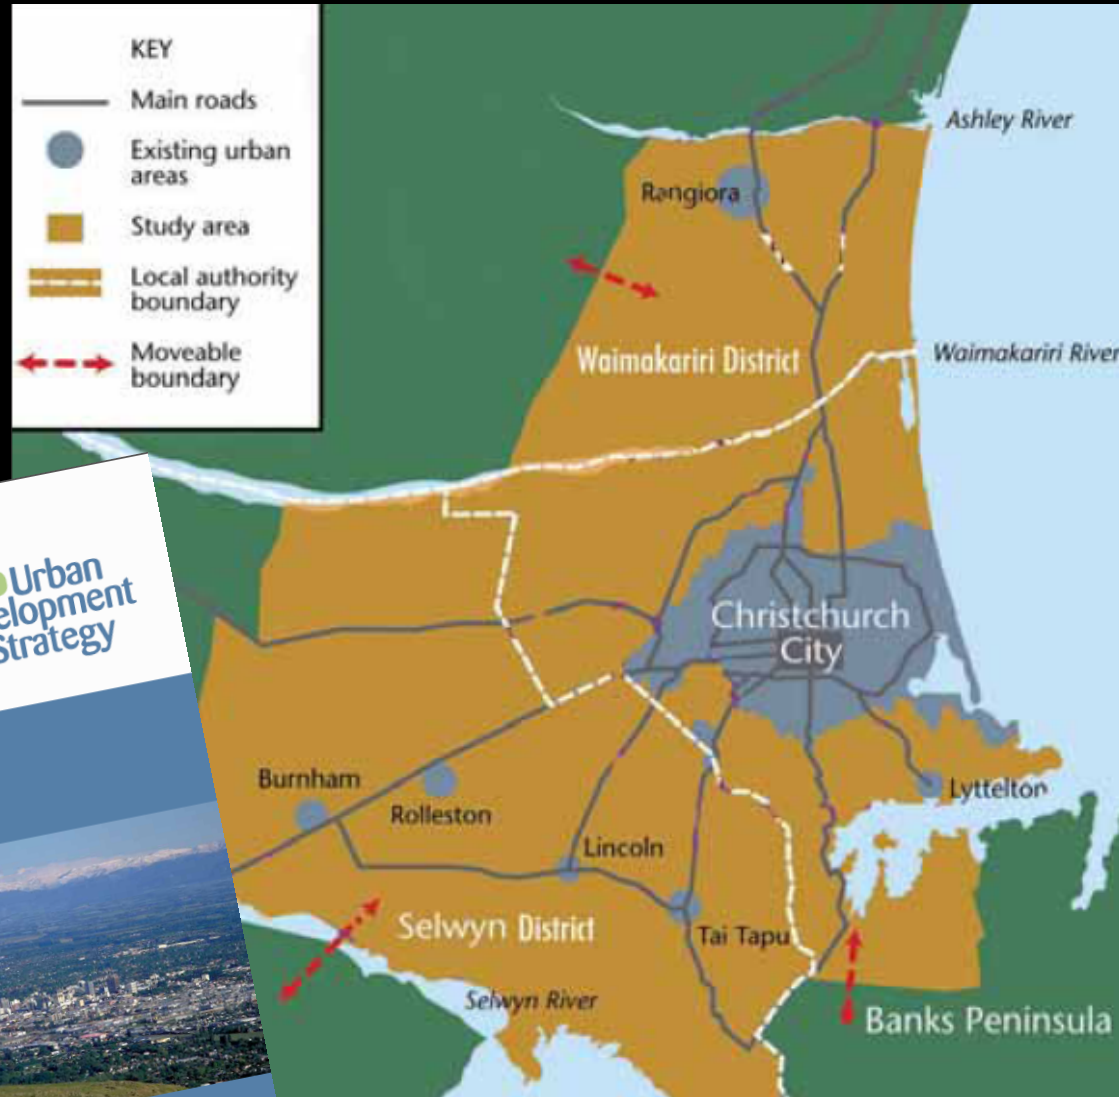 KEY
Main roads
Existing urban
areas
Study area
Local authority
boundary
Moveable
boundary
Ashley River
Rangiora
Waimakariri District
Waimakariri River
Urban
elopment
Strategy
Christchurch
City
Burnham
Rolleston
Lyttelton
Lincoln
Selwyn District
Tai Tapu
Selwyn River
Banks Peninsula